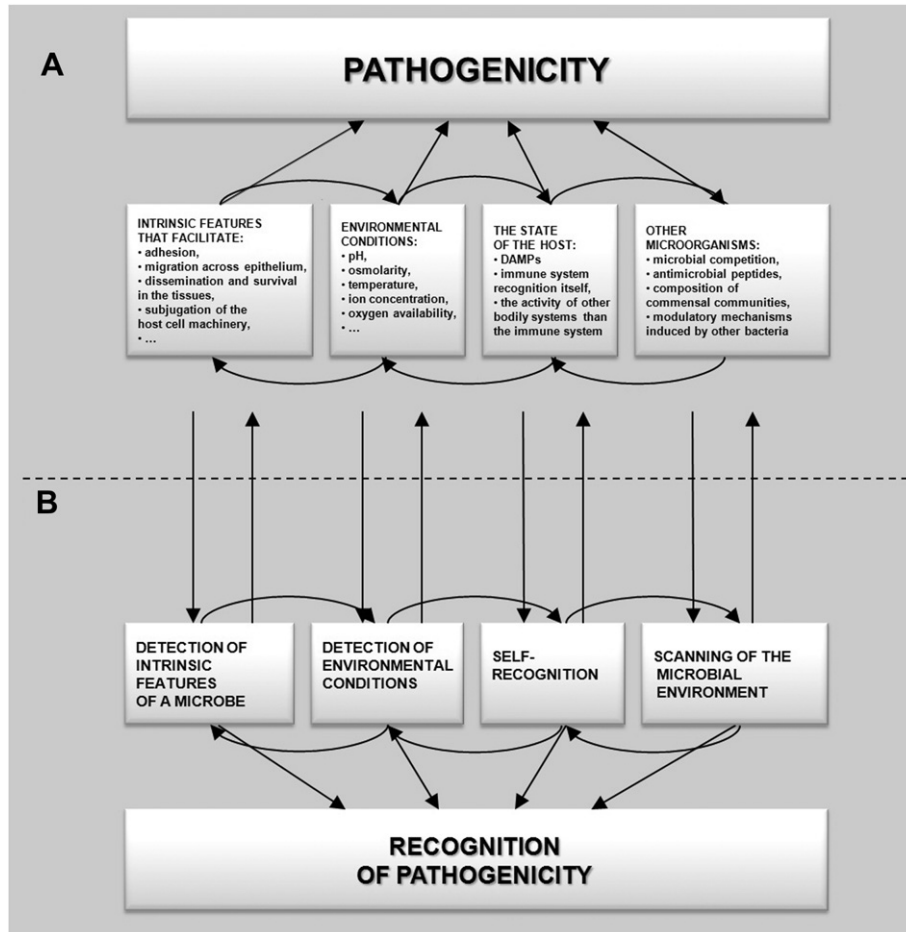 A
PATHOGENICITY
INTRINSIC FEATURES
THAT FACILITATE:
• adhesion,
• migration across epithelium,
• dissemination and survival
in the tissues,
• subjugation of the
host cell machinery,
• ...
ENVIRONMENTAL
CONDITIONS:
• pH,
• osmolarity,
• temperature,
• ion concentration,
• oxygen availability,
• ...
THE STATE
OF THE HOST:
• DAMPs
• immune system
recognition itself,
• the activity of other
bodily systems than
the immune system
OTHER
MICROORGANISMS:
• microbial competition,
• antimicrobial peptides,
• composition of
commensal communities,
• modulatory mechanisms
induced by other bacteria
B
DETECTION OF
INTRINSIC
FEATURES
OF A MICROBE
DETECTION OF
ENVIRONMENTAL
CONDITIONS
SELF-
RECOGNITION
SCANNING OF THE
MICROBIAL
ENVIRONMENT
RECOGNITION
OF PATHOGENICITY